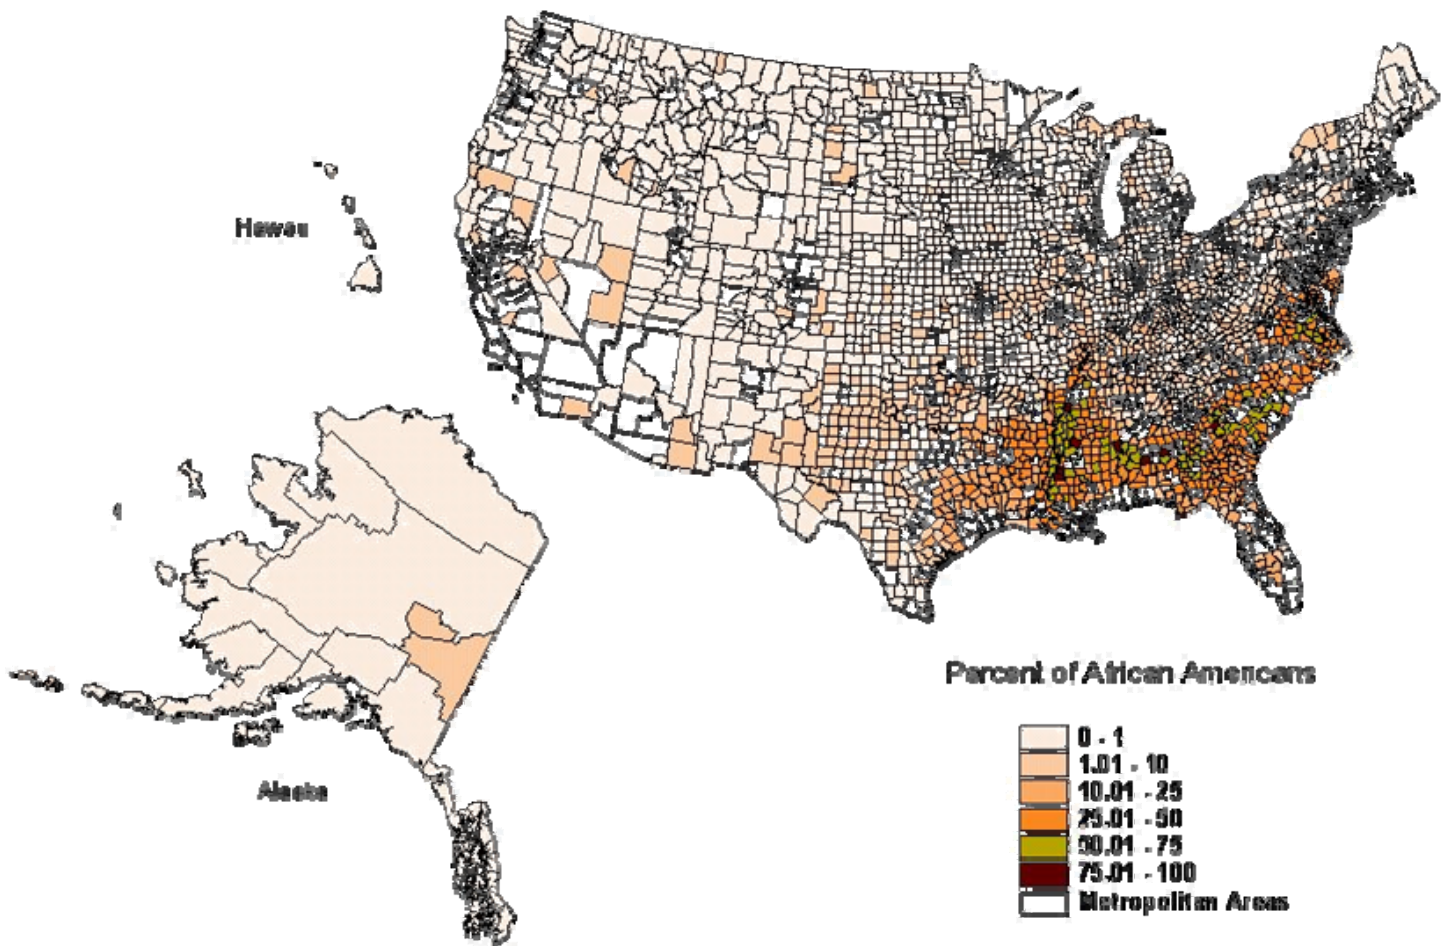 Hawaii
Percent of African Americans
0 - 1
1.01 - 10
10.01 - 25
25.01 - 50
50.01 - 75
75.01 - 100
Metropolitan Areas
Alaska